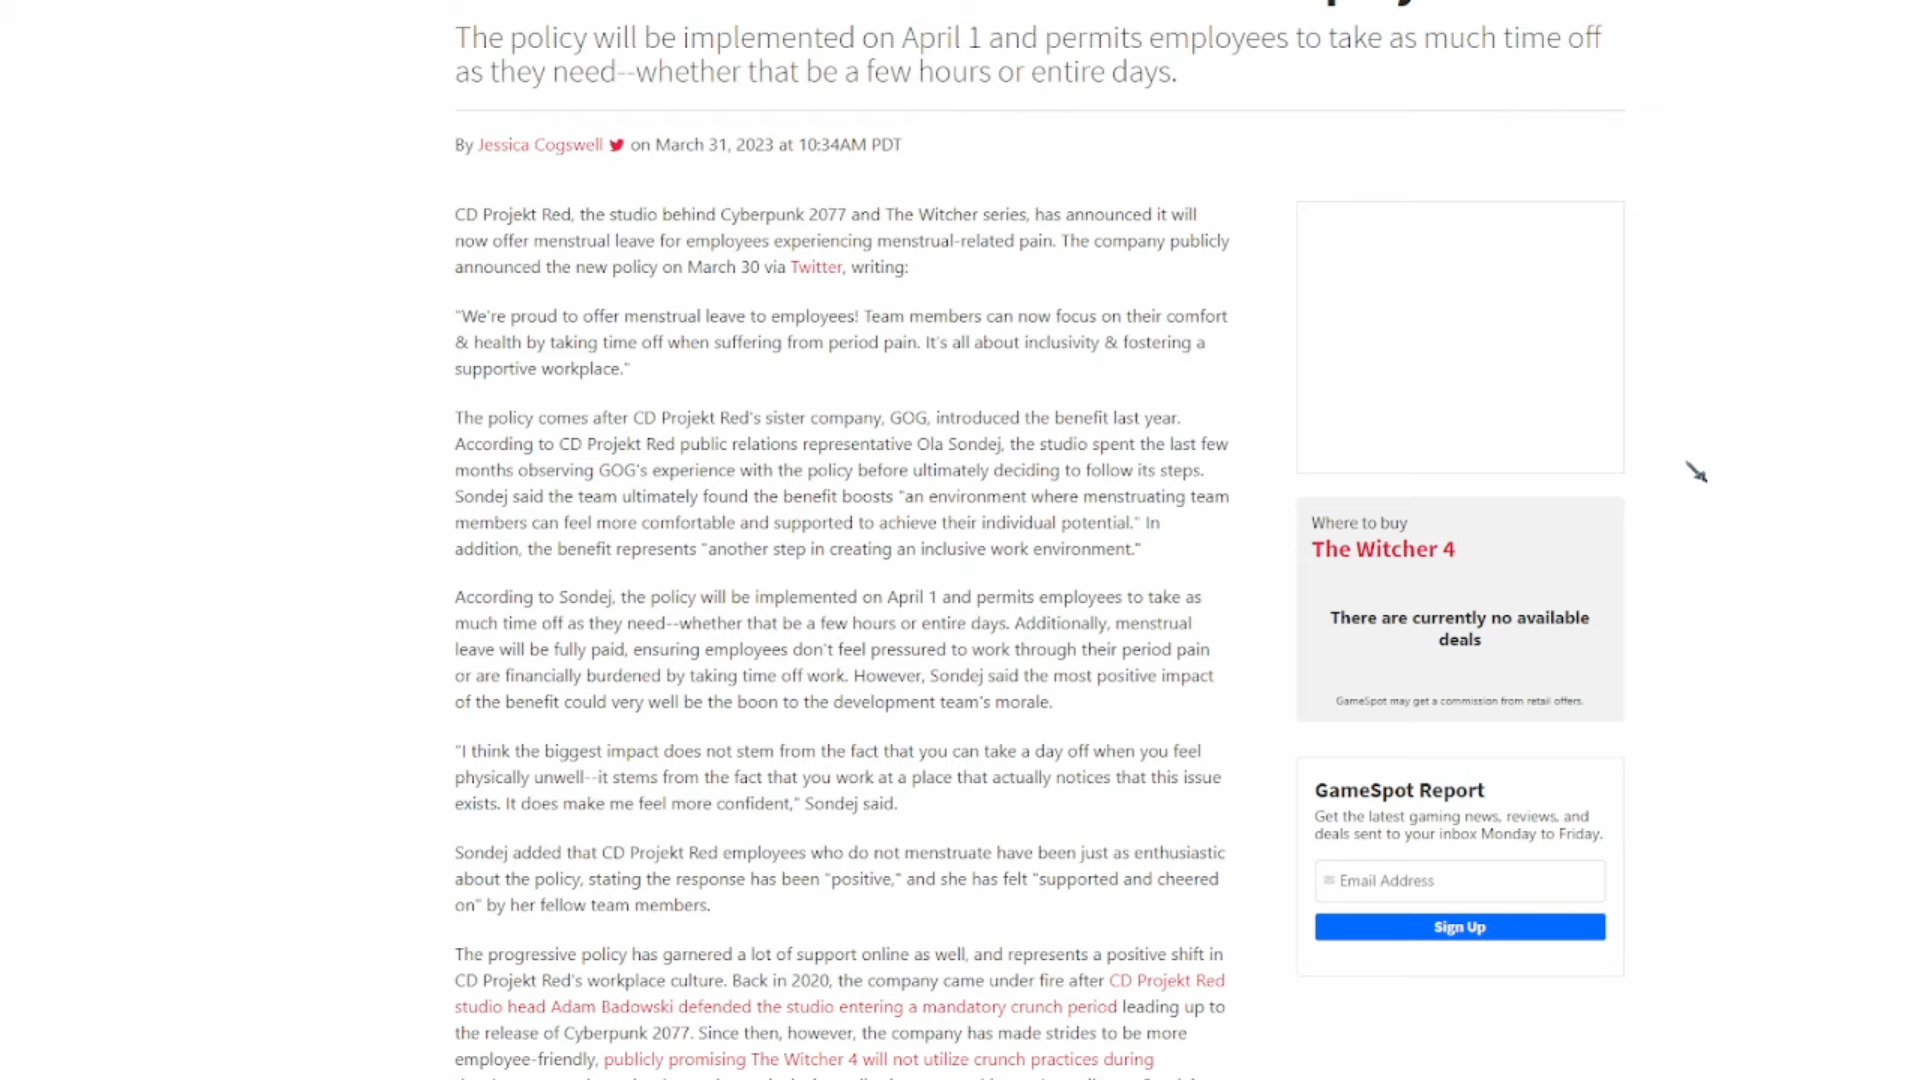 The policy will be implemented on April 1 and permits employees to take as much time off
as they need--whether that be a few hours or entire days.
By Jessica Cogswell on March 31, 2023 at 10:34AM PDT
CD Projekt Red, the studio behind Cyberpunk 2077 and The Witcher series, has announced it will
now offer menstrual leave for employees experiencing menstrual-related pain. The company publicly
announced the new policy on March 30 via Twitter, writing:
"We're proud to offer menstrual leave to employees! Team members can now focus on their comfort
& health by taking time off when suffering from period pain. It's all about inclusivity & fostering a
supportive workplace."
The policy comes after CD Projekt Red's sister company, GOG, introduced the benefit last year.
According to CD Projekt Red public relations representative Ola Sondej, the studio spent the last few
months observing GOG's experience with the policy before ultimately deciding to follow its steps.
Sondej said the team ultimately found the benefit boosts "an environment where menstruating team
members can feel more comfortable and supported to achieve their individual potential." In
addition, the benefit represents "another step in creating an inclusive work environment."
According to Sondej, the policy will be implemented on April 1 and permits employees to take as
much time off as they need--whether that be a few hours or entire days. Additionally, menstrual
leave will be fully paid, ensuring employees don't feel pressured to work through their period pain
or are financially burdened by taking time off work. However, Sondej said the most positive impact
of the benefit could very well be the boon to the development team's morale.
"I think the biggest impact does not stem from the fact that you can take a day off when you feel
physically unwell--it stems from the fact that you work at a place that actually notices that this issue
exists. It does make me feel more confident," Sondej said.
Sondej added that CD Projekt Red employees who do not menstruate have been just as enthusiastic
about the policy, stating the response has been "positive," and she has felt "supported and cheered
on" by her fellow team members.
The progressive policy has garnered a lot of support online as well, and represents a positive shift in
CD Projekt Red's workplace culture. Back in 2020, the company came under fire after CD Projekt Red
studio head Adam Badowski defended the studio entering a mandatory crunch period leading up to
the release of Cyberpunk 2077. Since then, however, the company has made strides to be more
employee-friendly, publicly promising The Witcher 4 will not utilize crunch practices during
Where to buy
The Witcher 4
There are currently no available
deals
GameSpot may get a commission from retail offers.
GameSpot Report
Get the latest gaming news, reviews, and
deals sent to your inbox Monday to Friday.
Email Address
Sign Up